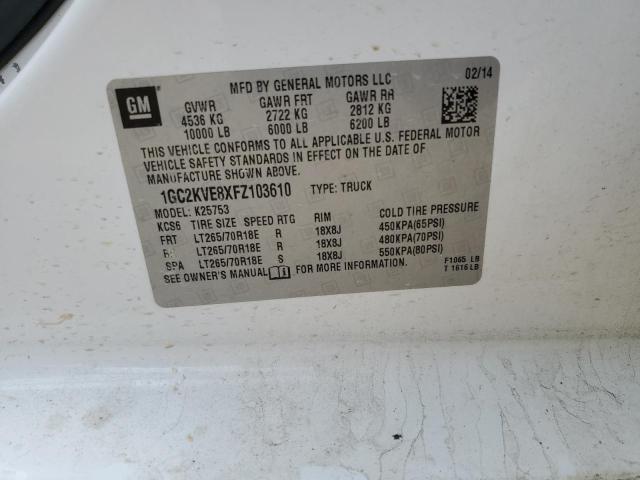 MFD BY GENERAL MOTORS LLC 02/14
GM
GVWR GAWR FRT GAWR RR
4536 KG 2722 KG 2812 KG
10000 LB 6000 LB 6200 LB
THIS VEHICLE CONFORMS TO ALL APPLICABLE U.S. FEDERAL MOTOR
VEHICLE SAFETY STANDARDS IN EFFECT ON THE DATE OF
MANUFACTURE SHOWN ABOVE.
1GC2KVE8XFZ103610 TYPE: TRUCK
MODEL: K25753
KCS6 TIRE SIZE SPEED RTG RIM COLD TIRE PRESSURE
FRT LT265/70R18E R 18X8J 450KPA(65PSI)
LT265/70R18E R 18X8J 480KPA(70PSI)
SPA LT265/70R18E S 18X8J 550KPA(80PSI)
SEE OWNER'S MANUAL FOR MORE INFORMATION.
F1065 LB
T 1616 LB